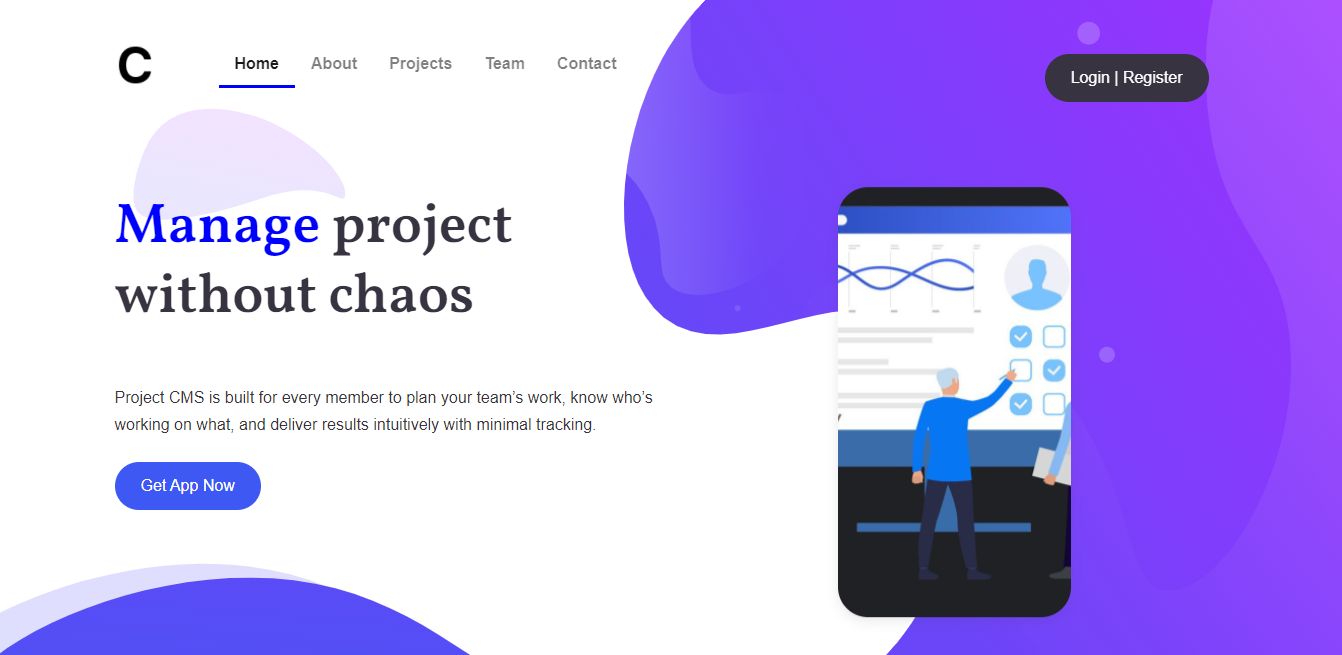 C
Home About Projects Team Contact
Login | Register
Manage project
without chaos
Project CMS is built for every member to plan your team’s work, know who’s
working on what, and deliver results intuitively with minimal tracking.
Get App Now